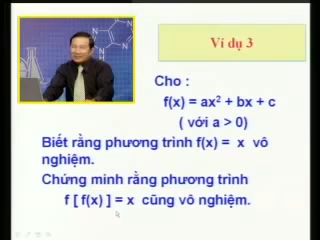 Ví dụ 3
Cho :
f(x) = ax² + bx + c
( với a > 0)
Biết rằng phương trình f(x) = x vô
nghiệm.
Chứng minh rằng phương trình
f [ f(x) ] = x cũng vô nghiệm.